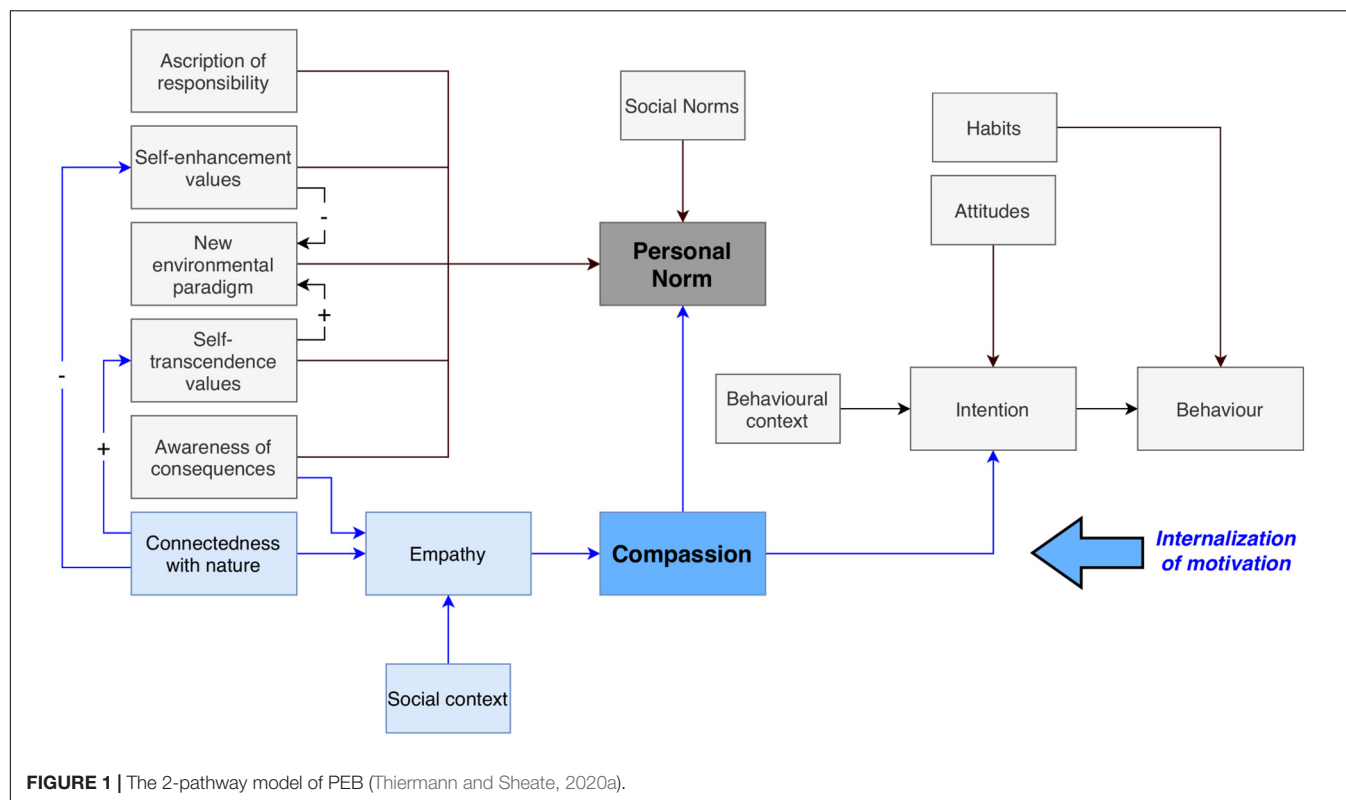 Ascription of
responsibility
Self-enhancement
values
-
New
environmental
paradigm
+
Self-
transcendence
values
-
+
Awareness of
consequences
Connectedness
with nature
Empathy
Social context
Social Norms
Personal
Norm
Compassion
Habits
Attitudes
Behavioural
context
Intention
Behaviour
Internalization
of motivation
FIGURE 1 | The 2-pathway model of PEB (Thiermann and Sheate, 2020a).